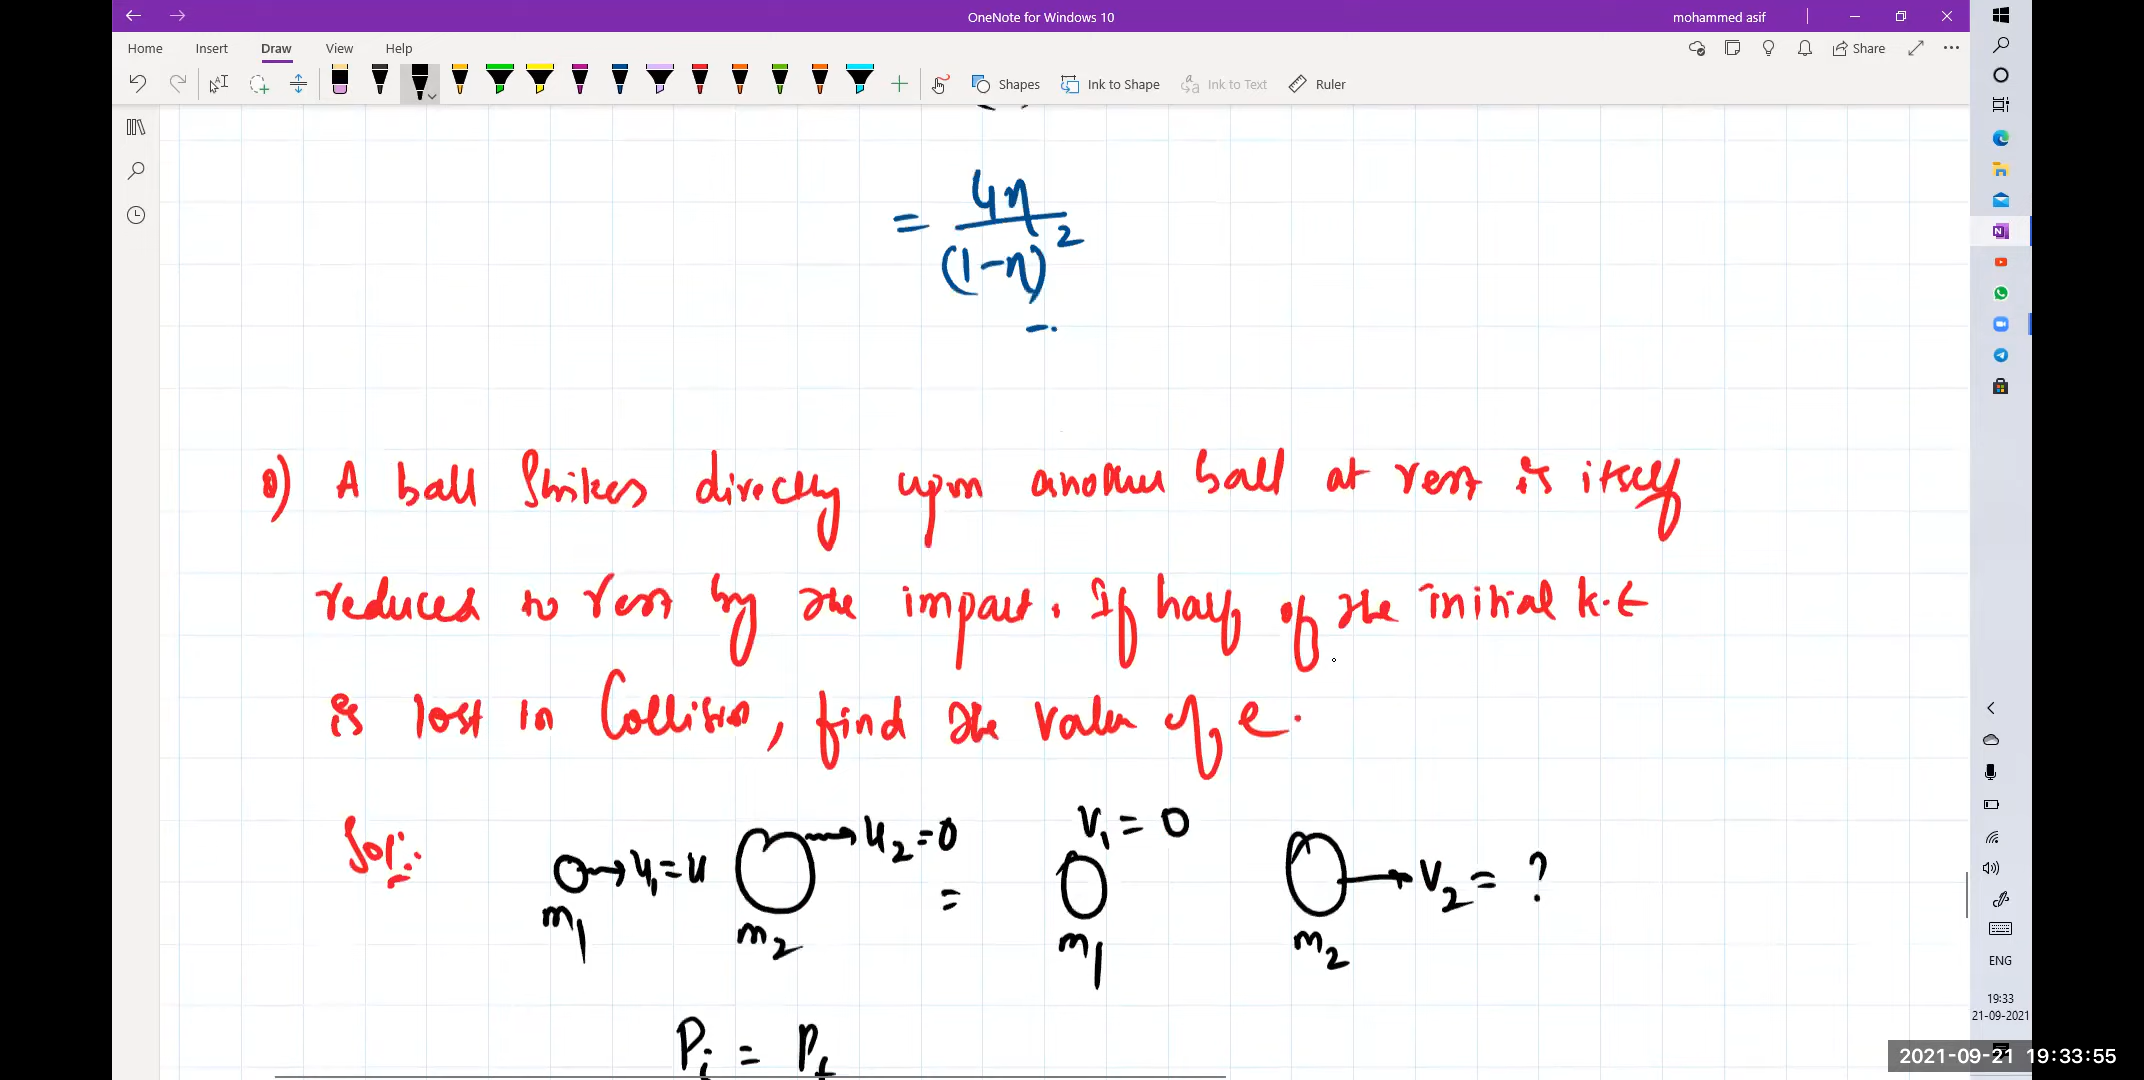 OneNote for Windows 10
mohammed asif
Home Insert Draw View Help
Share
Shapes Ink to Shape Ink to Text Ruler
= 4η
(1-η)²
Q) A ball strikes directly upon another ball at rest is itself
reduced to rest by the impact. If half of the initial k.E
is lost in Collision, find the value of e.
Sol:
u₁ = u
u₂ = 0
=
v₁ = 0
v₂ = ?
m₁
m₂
m₁
m₂
Pi = Pf
ENG
19:33
21-09-2021
2021-09-21 19:33:55